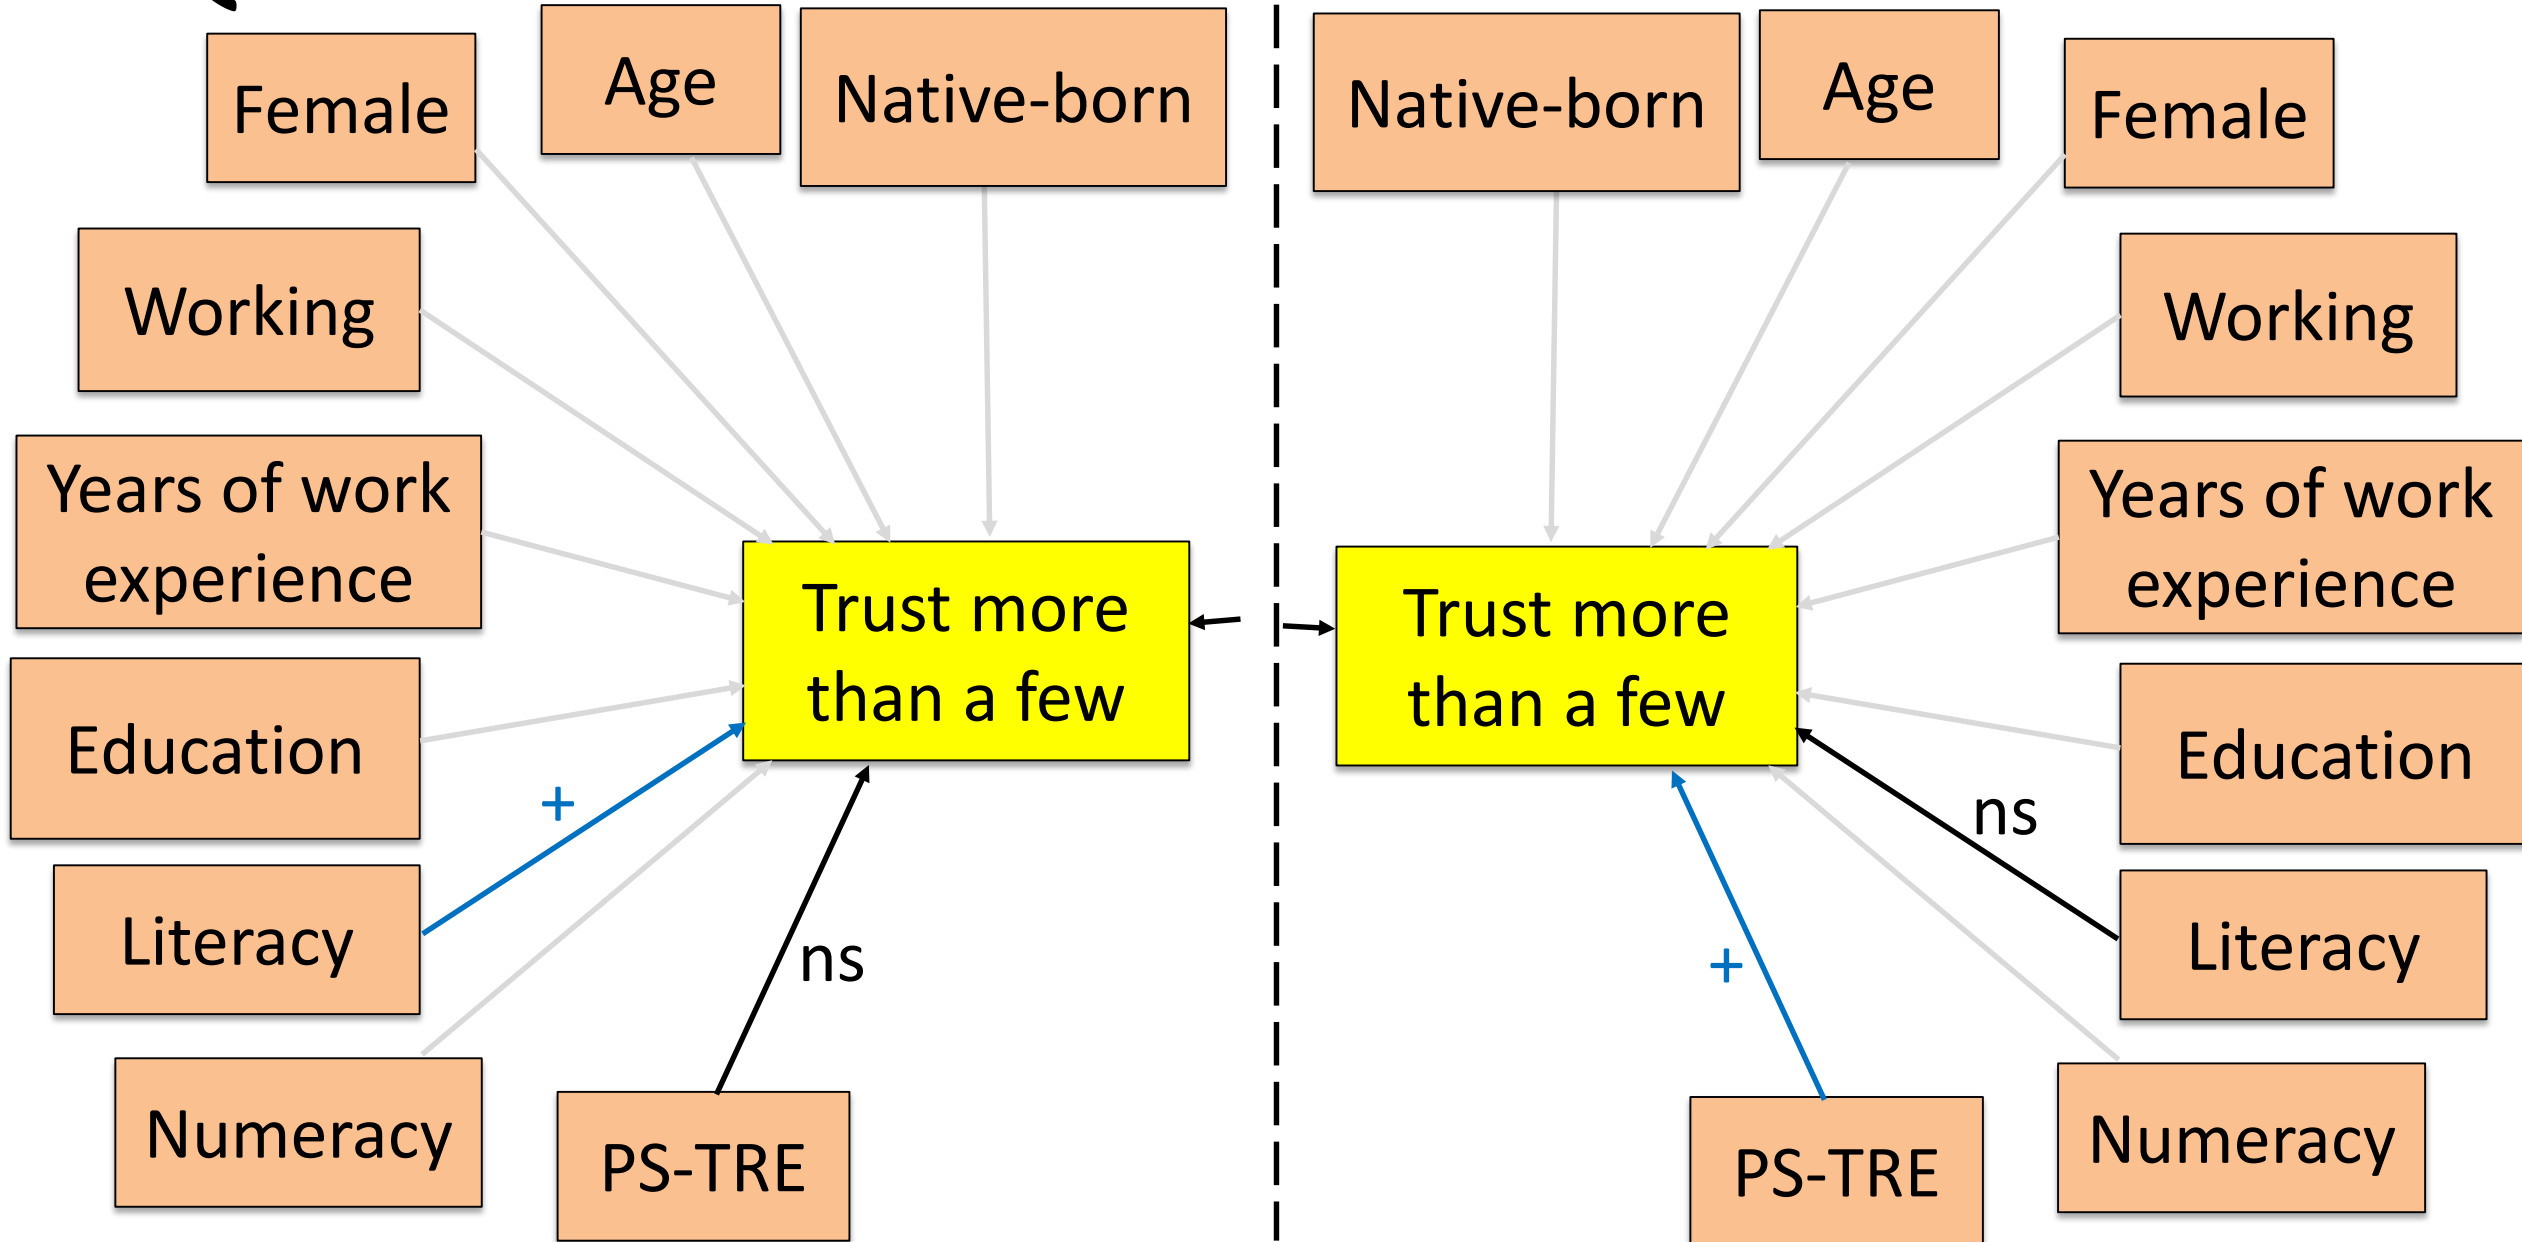 Female
Age
Native-born
Working
Years of work
experience
Trust more
than a few
Education
+
Literacy
ns
Numeracy
PS-TRE
Native-born
Age
Female
Working
Years of work
experience
Trust more
than a few
Education
ns
Literacy
+
Numeracy
PS-TRE